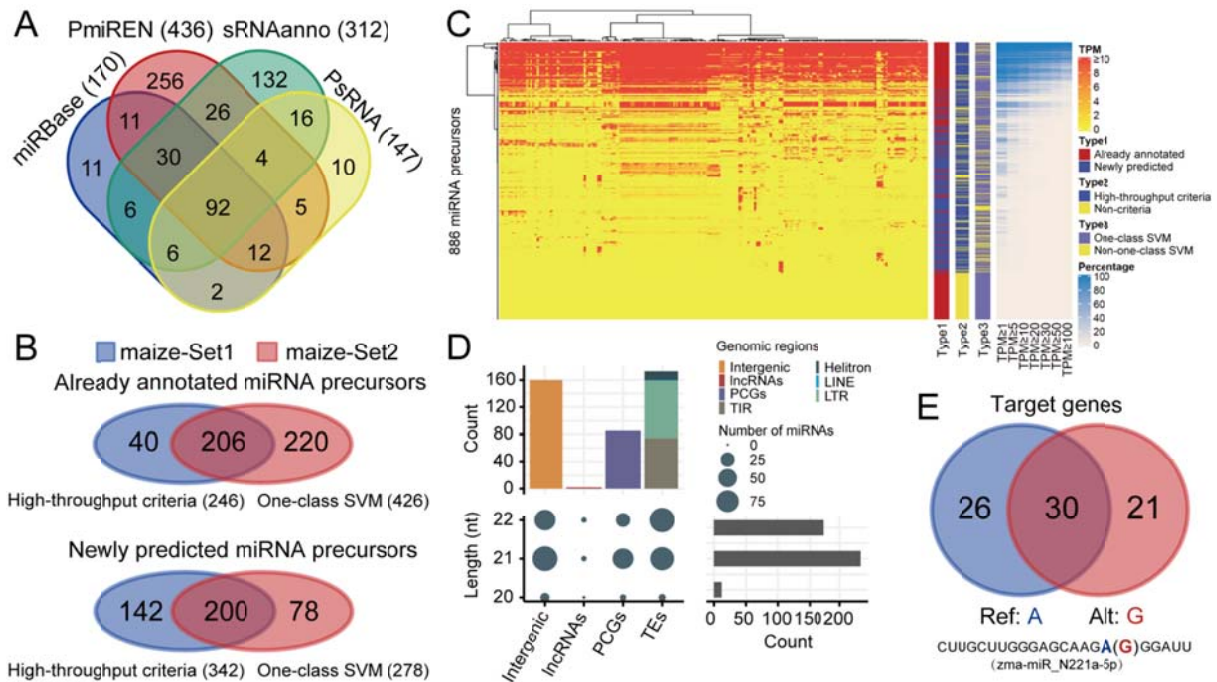 A
PmiREN (436)
sRNAanno (312)
miRBase (170)
PsRNA (147)
256
132
11
26
16
11
30
4
10
6
92
5
6
12
2
B
maize-Set1
maize-Set2
Already annotated miRNA precursors
40
206
220
High-throughput criteria (246)
One-class SVM (426)
Newly predicted miRNA precursors
142
200
78
High-throughput criteria (342)
One-class SVM (278)
C
886 miRNA precursors
Type1
Type2
Type3
TPM≥1
TPM≥5
TPM≥10
TPM≥20
TPM≥30
TPM≥50
TPM≥100
TPM
≥10
8
6
4
2
0
Type1
Already annotated
Newly predicted
Type2
High-throughput criteria
Non-criteria
Type3
One-class SVM
Non-one-class SVM
Percentage
100
80
60
40
20
0
D
Genomic regions
Intergenic
lncRNAs
PCGs
TIR
Helitron
LINE
LTR
Number of miRNAs
0
25
50
75
Count
160
120
80
40
0
Length (nt)
22
21
20
Intergenic
lncRNAs
PCGs
TEs
0
50
100
150
200
Count
E
Target genes
26
30
21
Ref: A
Alt: G
CUUGCUUGGGAGCAAGA(G)GGAUU
(zma-miR_N221a-5p)